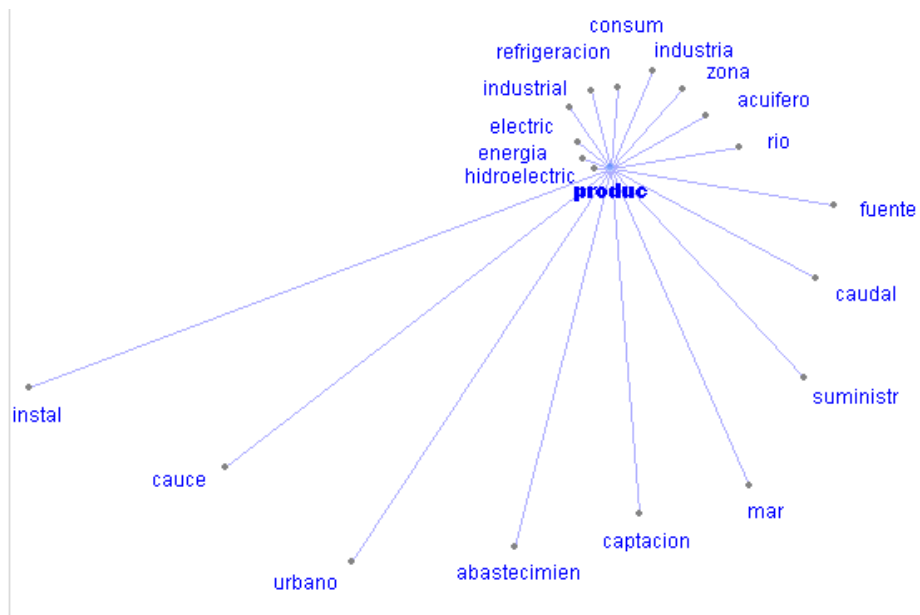 consum
refrigeracion
industria
zona
industrial
acuifero
electric
rio
energia
hidroelectric
produc
fuente
caudal
suministr
instal
cauce
mar
captacion
abastecimien
urbano